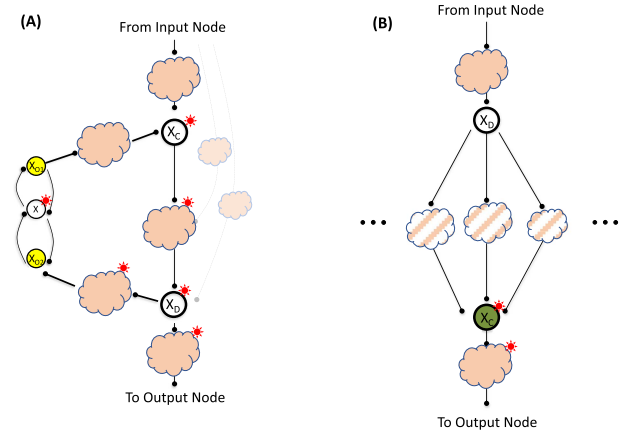 (A)
From Input Node
X_C
X_O1
X
X_O2
X_D
To Output Node
(B)
From Input Node
X_D
X_C
To Output Node